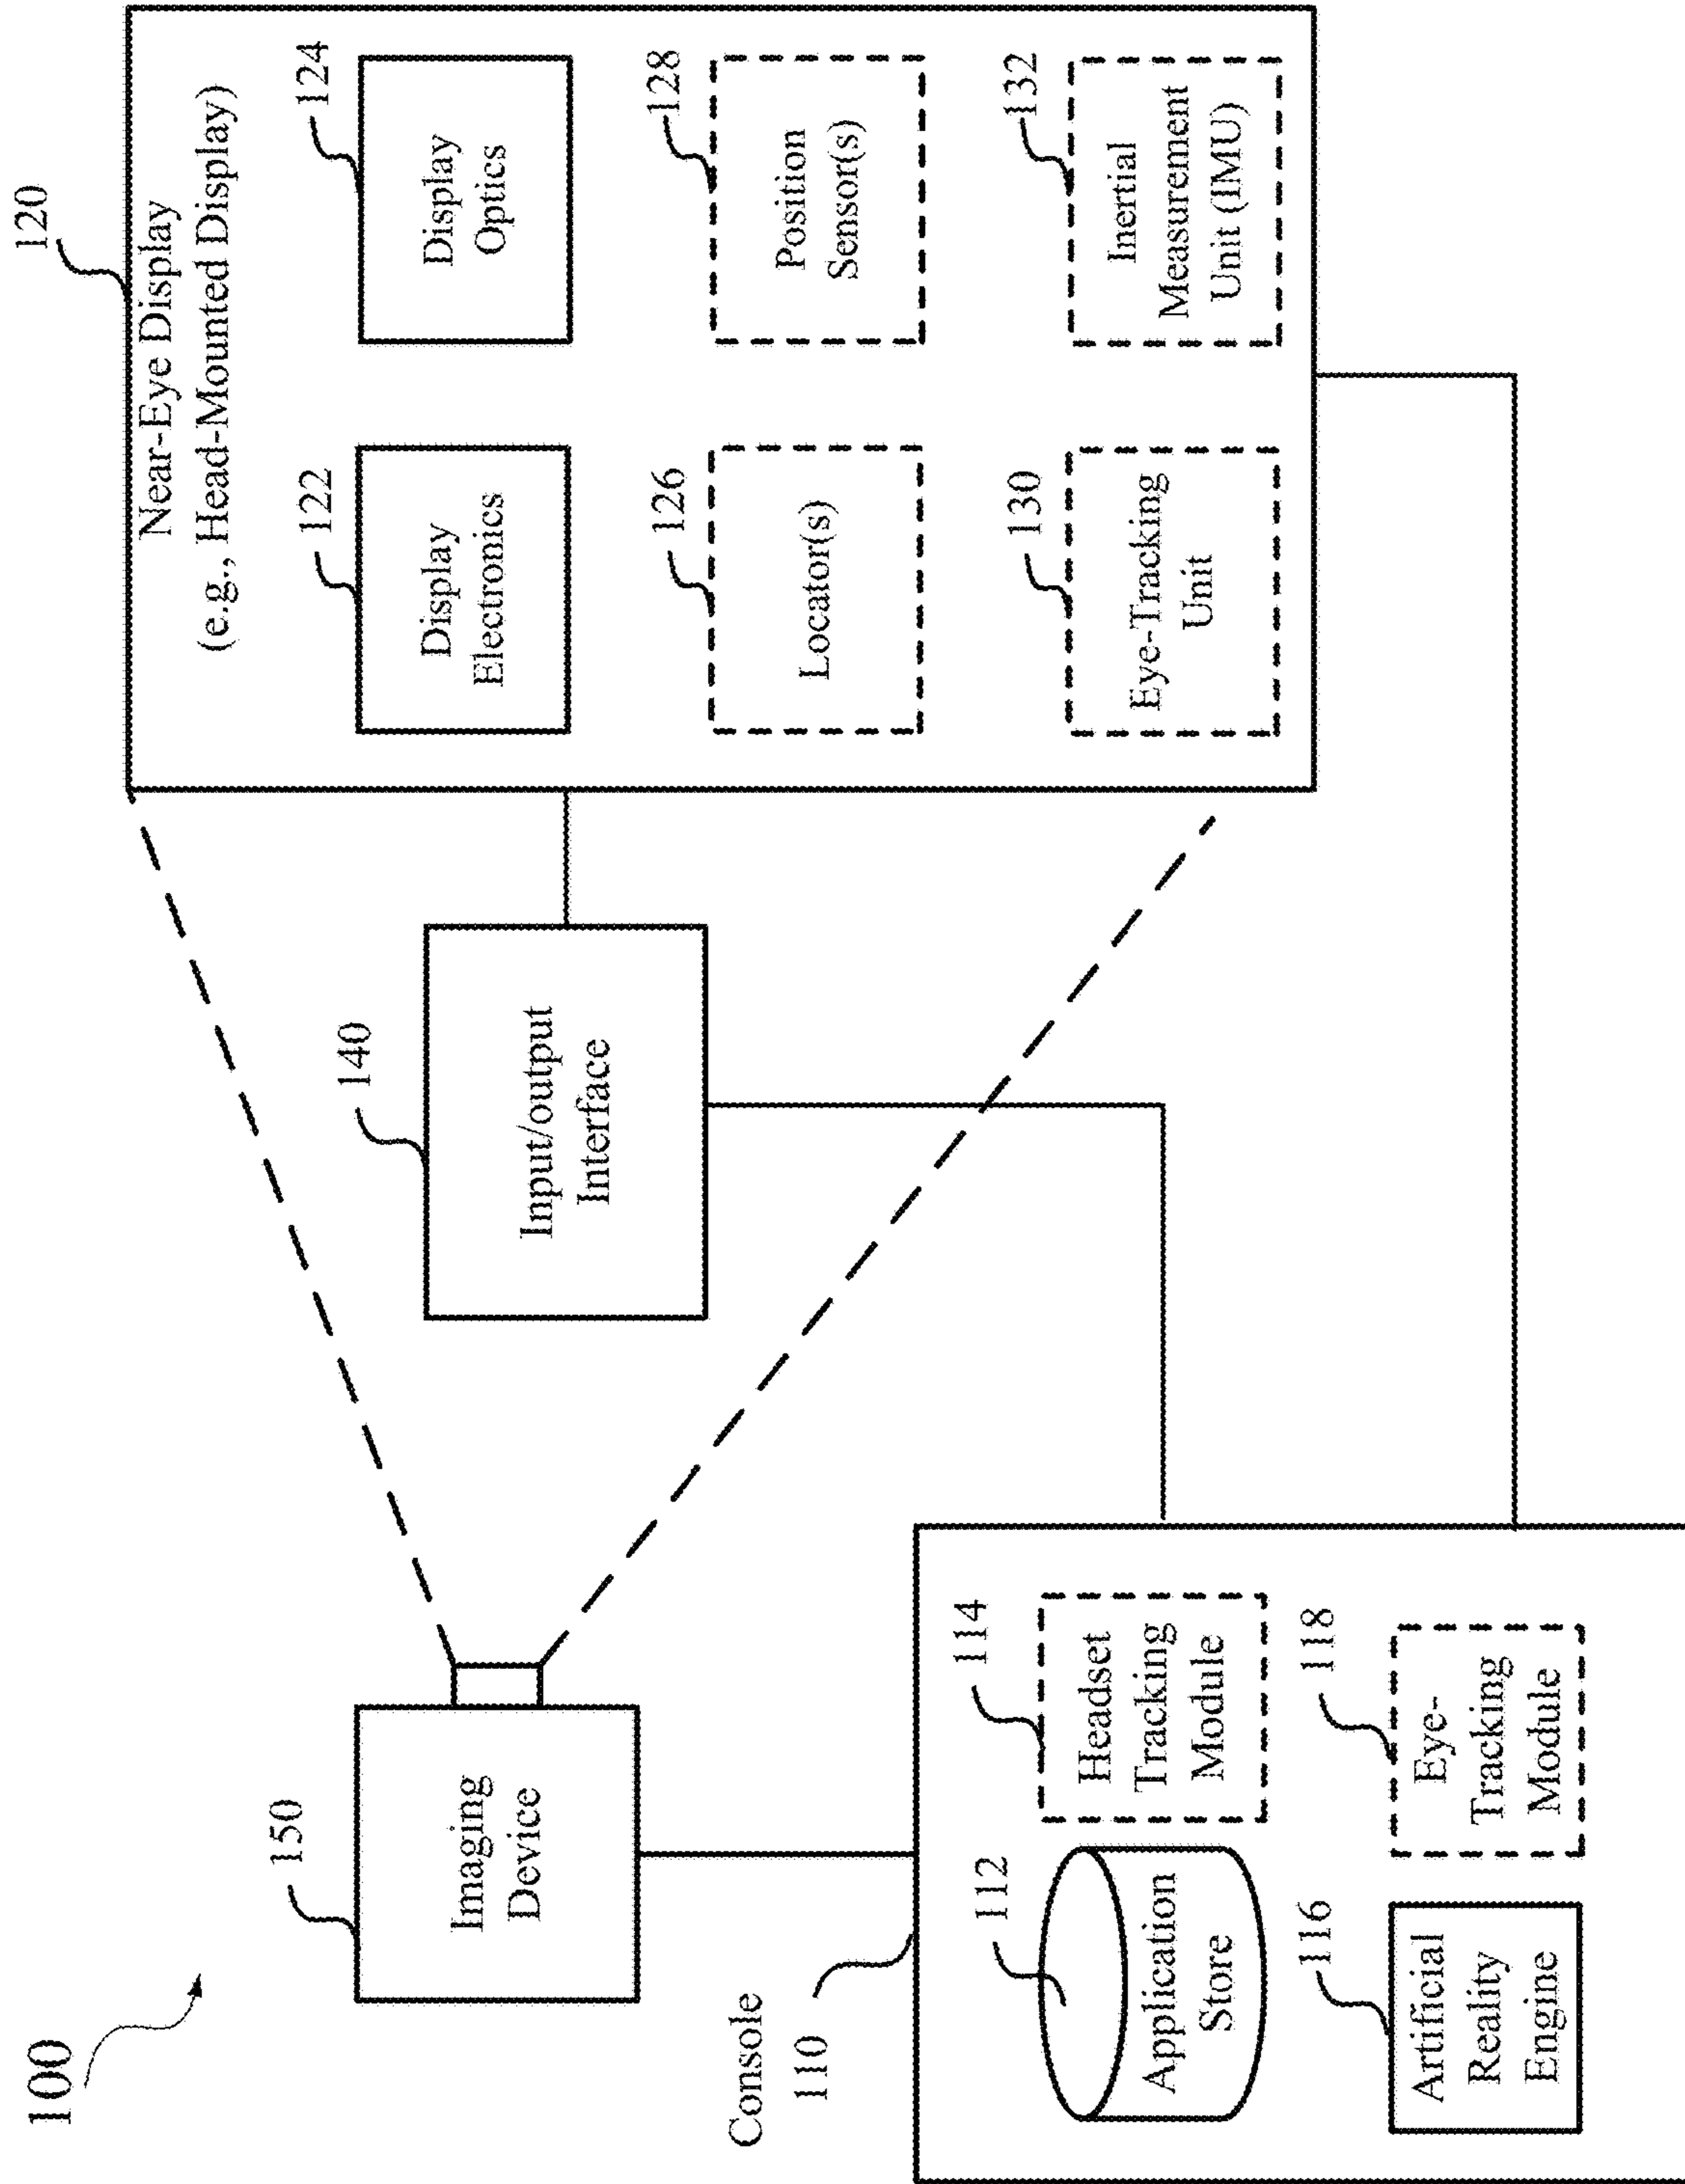 100
120
Near-Eye Display
(e.g., Head-Mounted Display)
150
Imaging
Device
140
Input/output
Interface
122
Display
Electronics
124
Display
Optics
126
Locator(s)
128
Position
Sensor(s)
130
Eye-Tracking
Unit
132
Inertial
Measurement
Unit (IMU)
Console
110
112
Application
Store
114
Headset
Tracking
Module
116
Artificial
Reality
Engine
118
Eye-
Tracking
Module